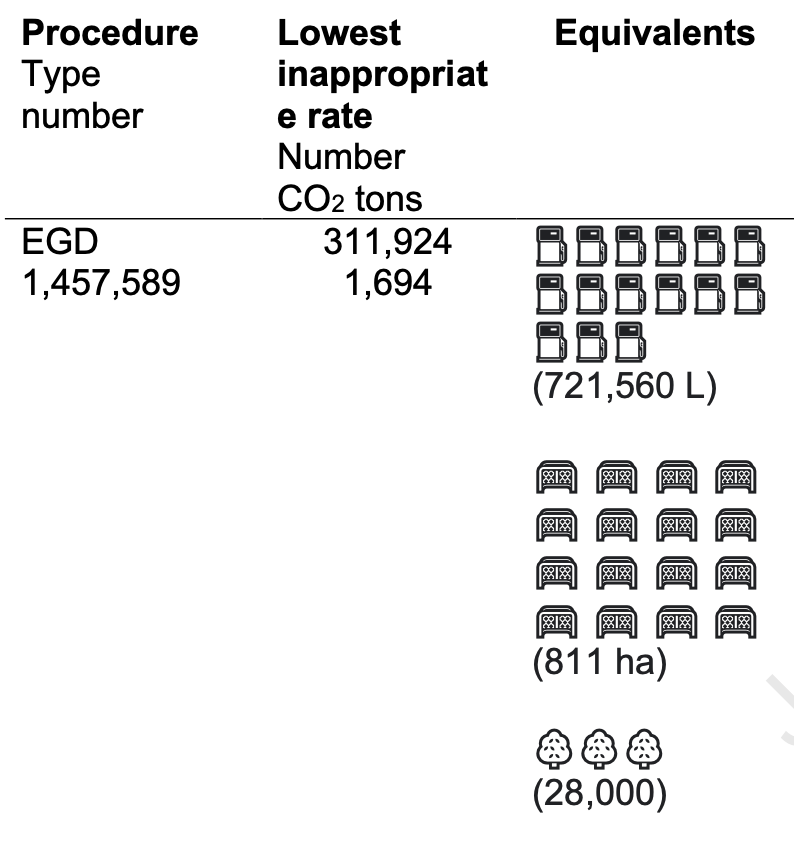 Procedure
Type
number
Lowest
inappropriat
e rate
Number
CO2 tons
Equivalents
EGD
1,457,589
311,924
1,694
(721,560 L)
(811 ha)
(28,000)